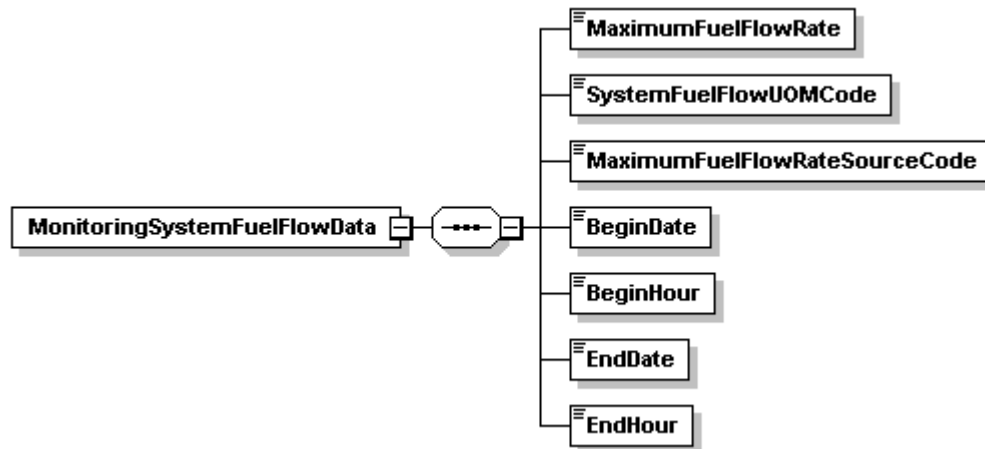 MaximumFuelFlowRate
SystemFuelFlowUOMCode
MaximumFuelFlowRateSourceCode
MonitoringSystemFuelFlowData
BeginDate
BeginHour
EndDate
EndHour